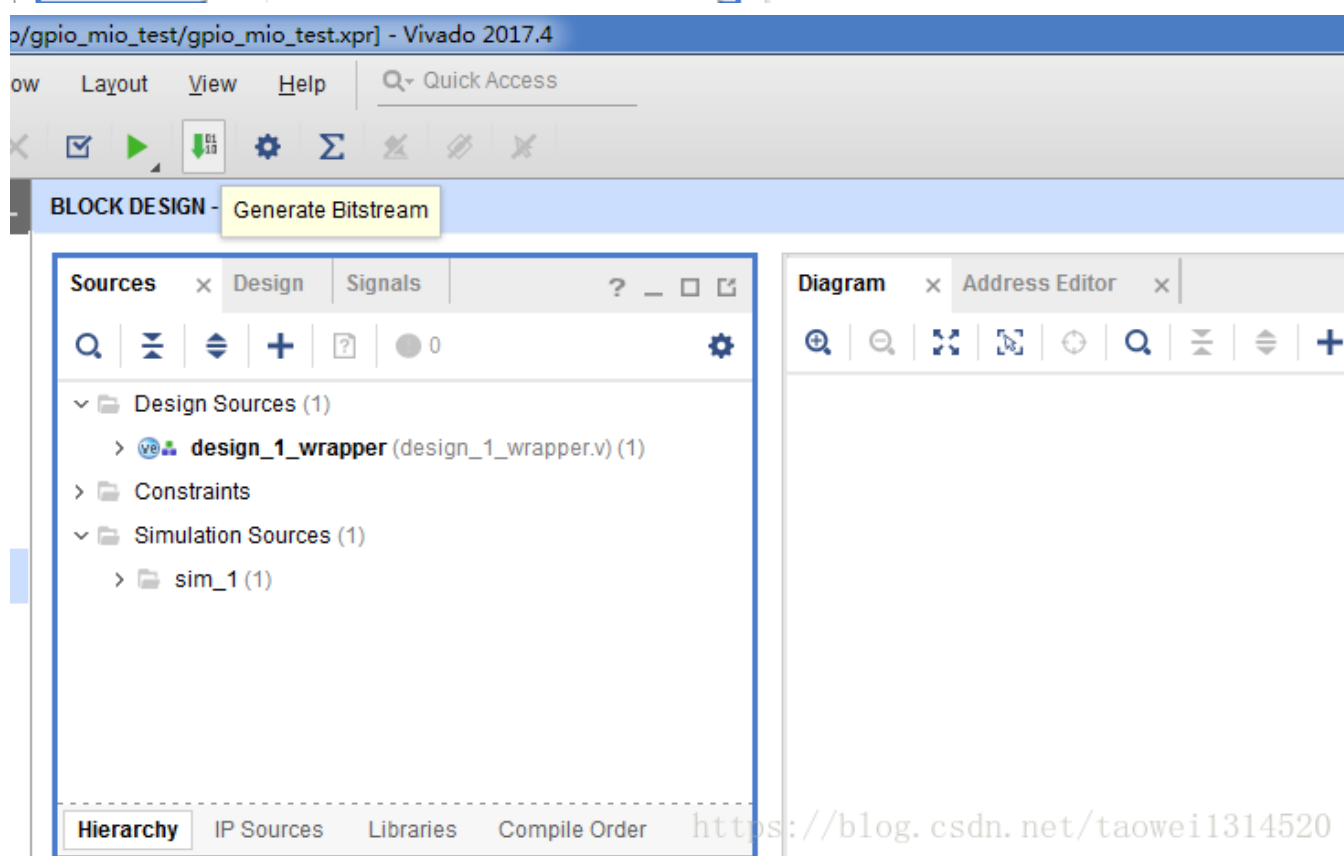 o/gpio_mio_test/gpio_mio_test.xpr] - Vivado 2017.4
ow Layout View Help Quick Access
01
10
BLOCK DESIGN -
Generate Bitstream
Sources Design Signals ?
Diagram Address Editor
? 0
Design Sources (1)
design_1_wrapper (design_1_wrapper.v) (1)
Constraints
Simulation Sources (1)
sim_1 (1)
Hierarchy IP Sources Libraries Compile Order
https://blog.csdn.net/taowei1314520